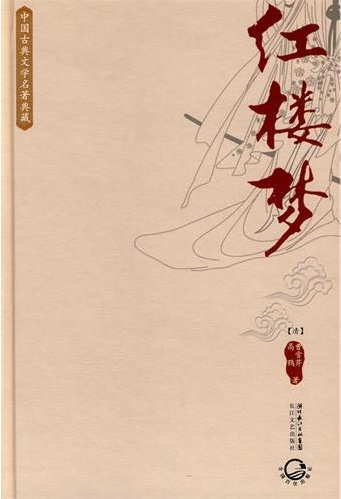 中国古典文学名著典藏
红楼梦
【清】
曹雪芹
高鹗
著
长江文艺出版社